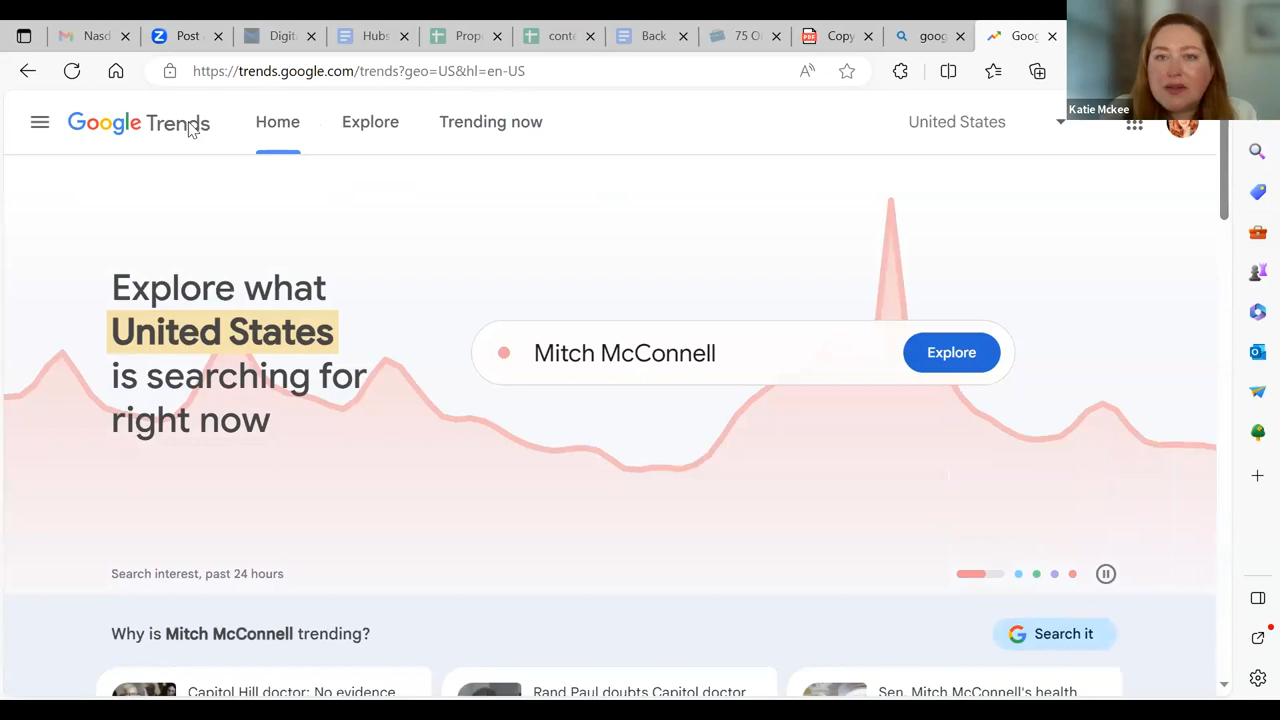 Nasd
Post
Digit
Hubs
Prop
conte
Back
75 O
Copy
goog
Goog
https://trends.google.com/trends?geo=US&hl=en-US
Katie Mckee
Google Trends
Home
Explore
Trending now
United States
Explore what
United States
is searching for
right now
Mitch McConnell
Explore
Search interest, past 24 hours
Why is Mitch McConnell trending?
Search it
Capitol Hill doctor: No evidence
Rand Paul doubts Capitol doctor
Sen. Mitch McConnell's health